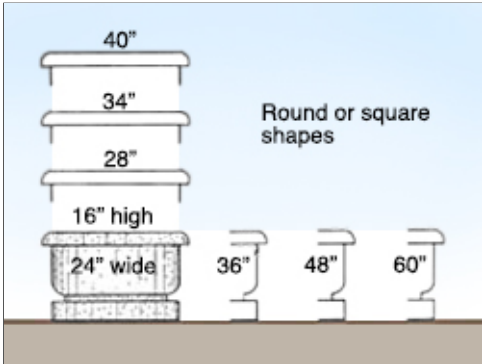 40”
34”
Round or square
shapes
28”
16” high
24” wide
36”
48”
60”